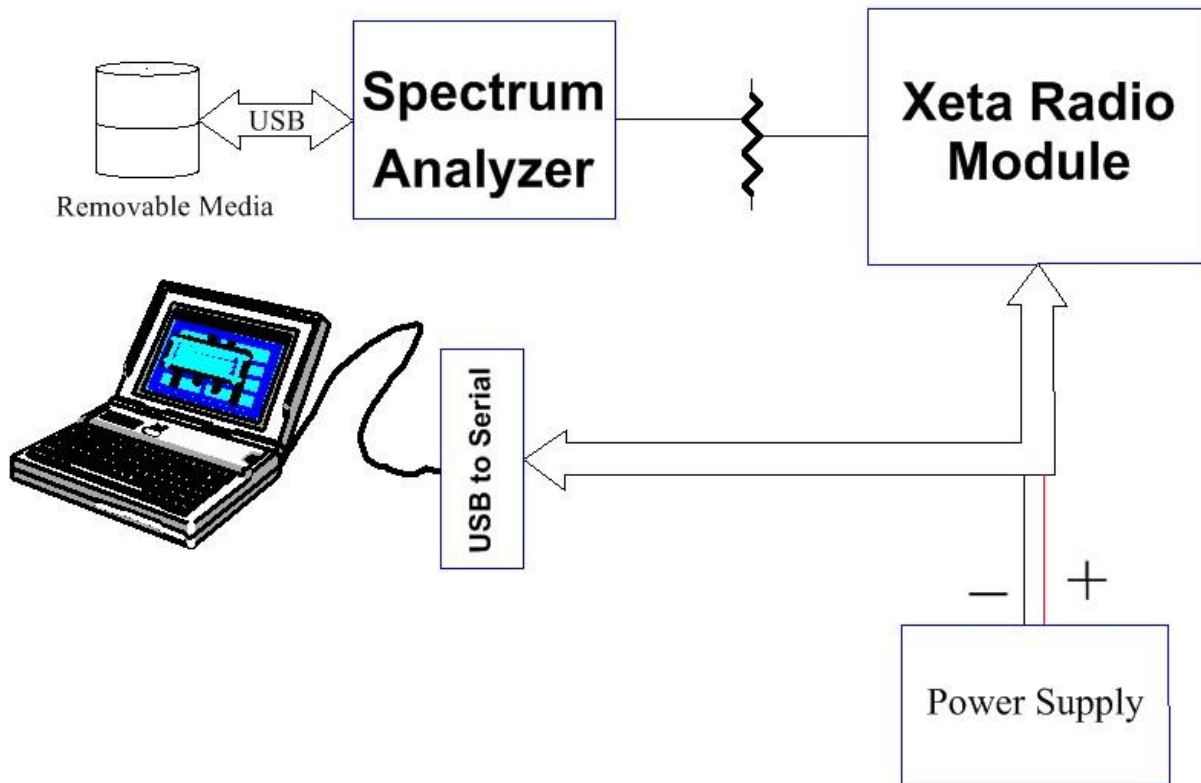 Spectrum
Analyzer
Xeta Radio
Module
USB
Removable Media
USB to Serial
− +
Power Supply